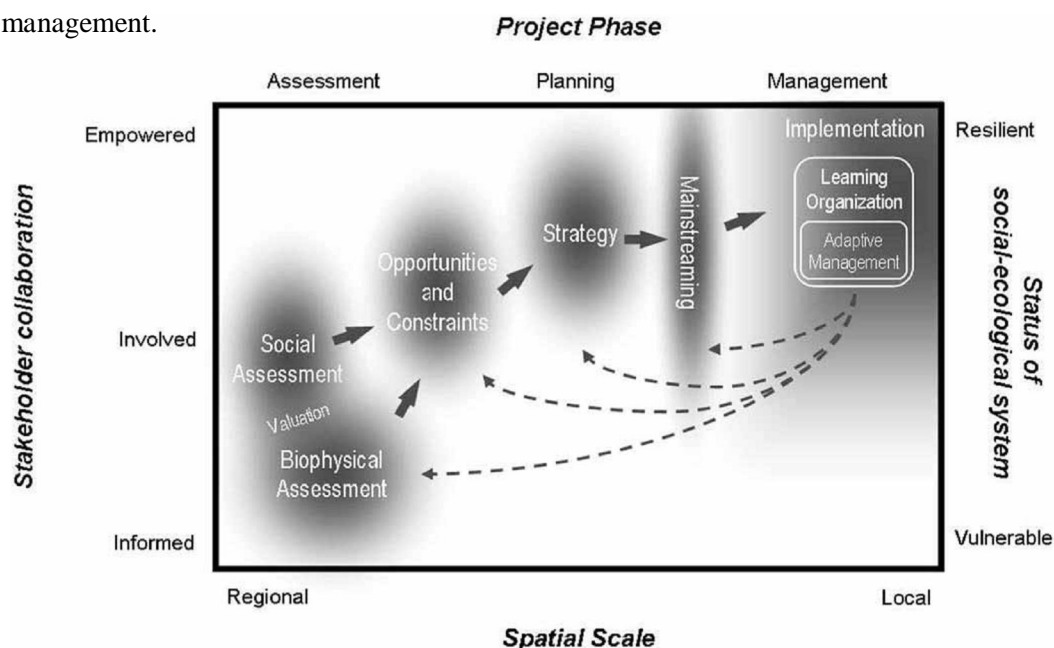 management.
Project Phase
Assessment
Planning
Management
Empowered
Involved
Informed
Stakeholder collaboration
Resilient
Vulnerable
Status of
social-ecological system
Implementation
Learning
Organization
Adaptive
Management
Mainstreaming
Strategy
Opportunities
and
Constraints
Social
Assessment
Valuation
Biophysical
Assessment
Regional
Local
Spatial Scale